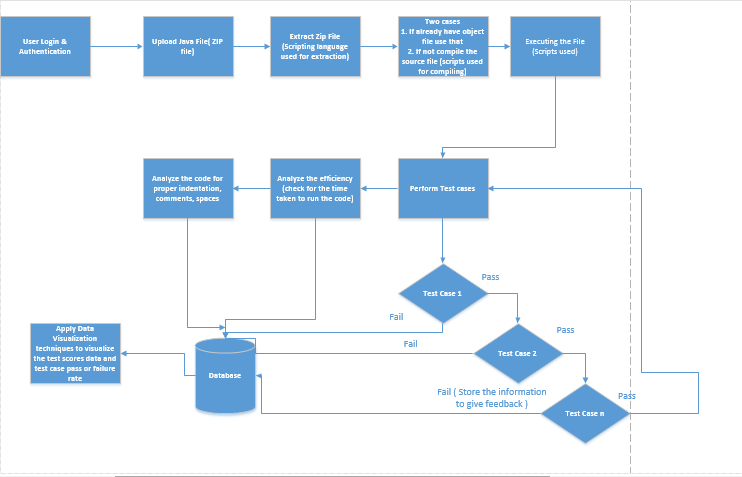 User Login &
Authentication
Upload Java File( ZIP
file)
Extract Zip File
(Scripting language
used for extraction)
Two cases
1. If already have object
file use that
2. If not compile the
source file (scripts used
for compiling)
Executing the File
(Scripts used)
Analyze the code for
proper indentation,
comments, spaces
Analyze the efficiency
(check for the time
taken to run the code)
Perform Test cases
Test Case 1
Pass
Fail
Test Case 2
Pass
Fail
Apply Data
Visualization
techniques to visualize
the test scores data and
test case pass or failure
rate
Database
Fail ( Store the information
to give feedback )
Test Case n
Pass